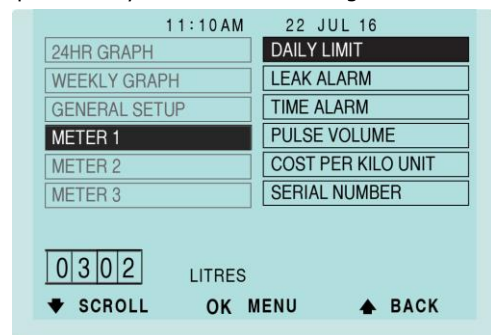 11:10AM 22 JUL 16
24HR GRAPH
WEEKLY GRAPH
GENERAL SETUP
METER 1
METER 2
METER 3
DAILY LIMIT
LEAK ALARM
TIME ALARM
PULSE VOLUME
COST PER KILO UNIT
SERIAL NUMBER
0302 LITRES
SCROLL OK MENU BACK